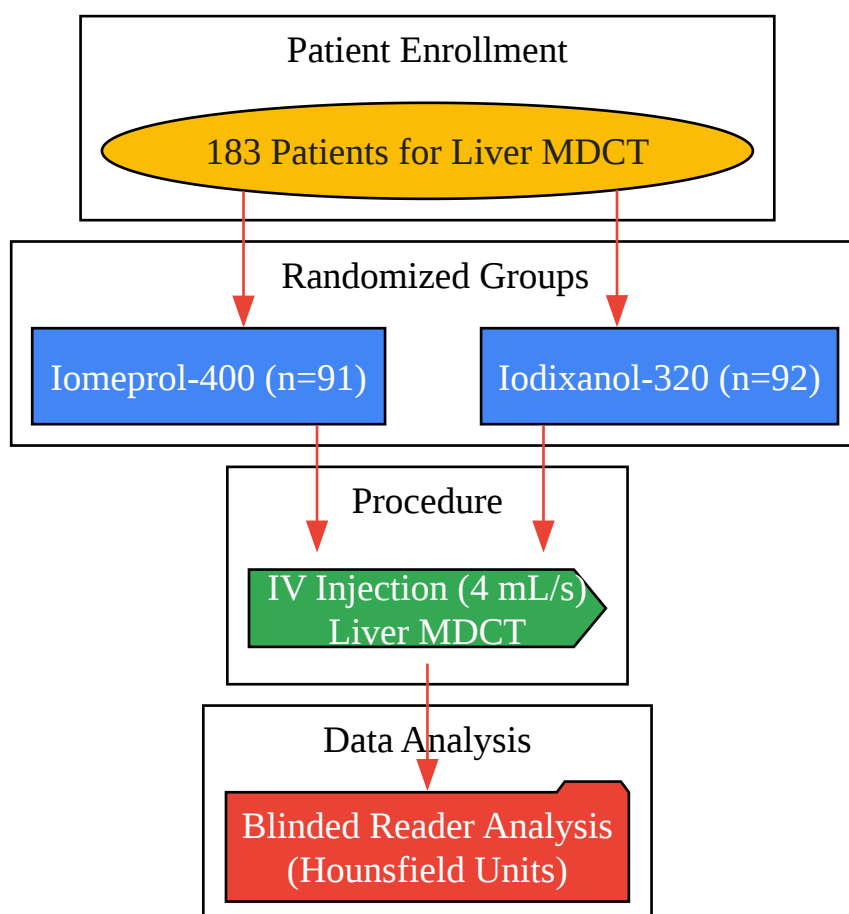 Patient Enrollment
183 Patients for Liver MDCT
Randomized Groups
Iomeprol-400 (n=91)
Iodixanol-320 (n=92)
Procedure
IV Injection (4 mL/s)
Liver MDCT
Data Analysis
Blinded Reader Analysis
(Hounsfield Units)